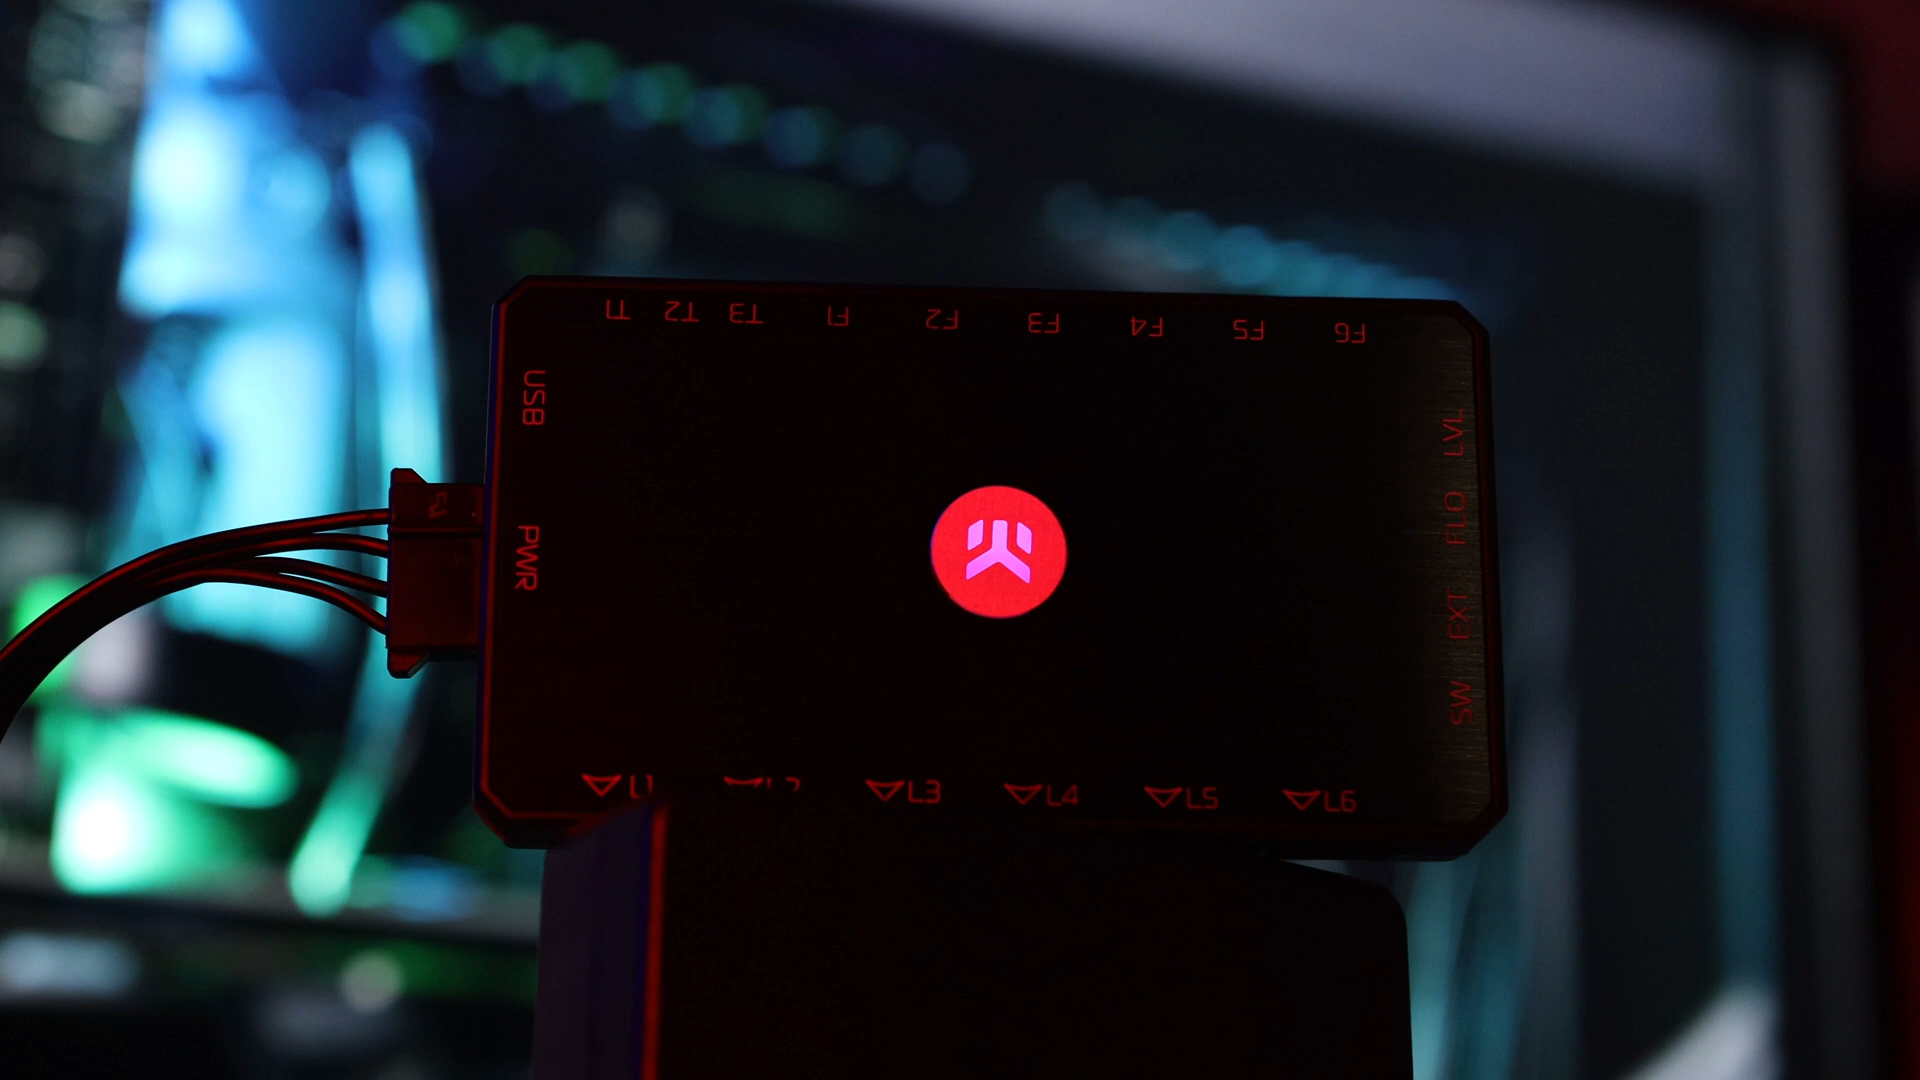 T1 T2 T3 F1 F2 F3 F4 F5 F6
USB
PWR
LVL
FLO
EXT
SW
L1 L2 L3 L4 L5 L6